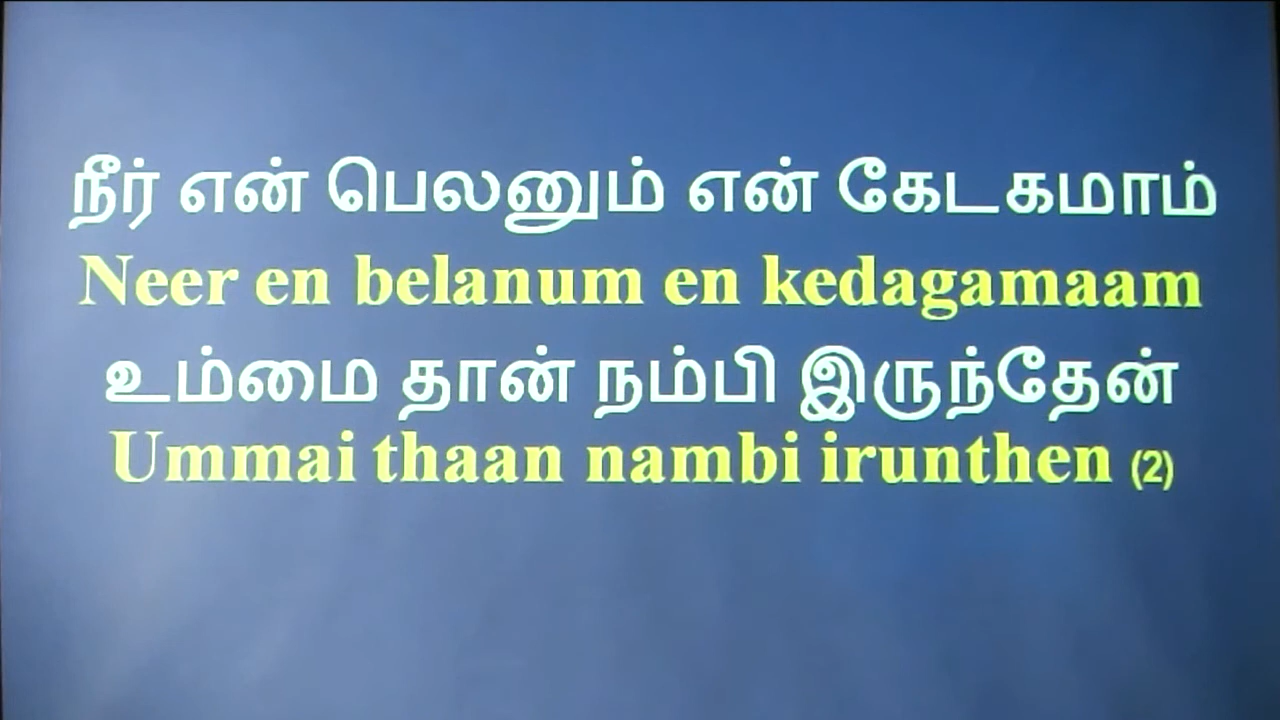 நீர் என் பெலனும் என் கேடகமாம்
Neer en belanum en kedagamaam
உம்மை தான் நம்பி இருந்தேன்
Ummai thaan nambi irunthen (2)